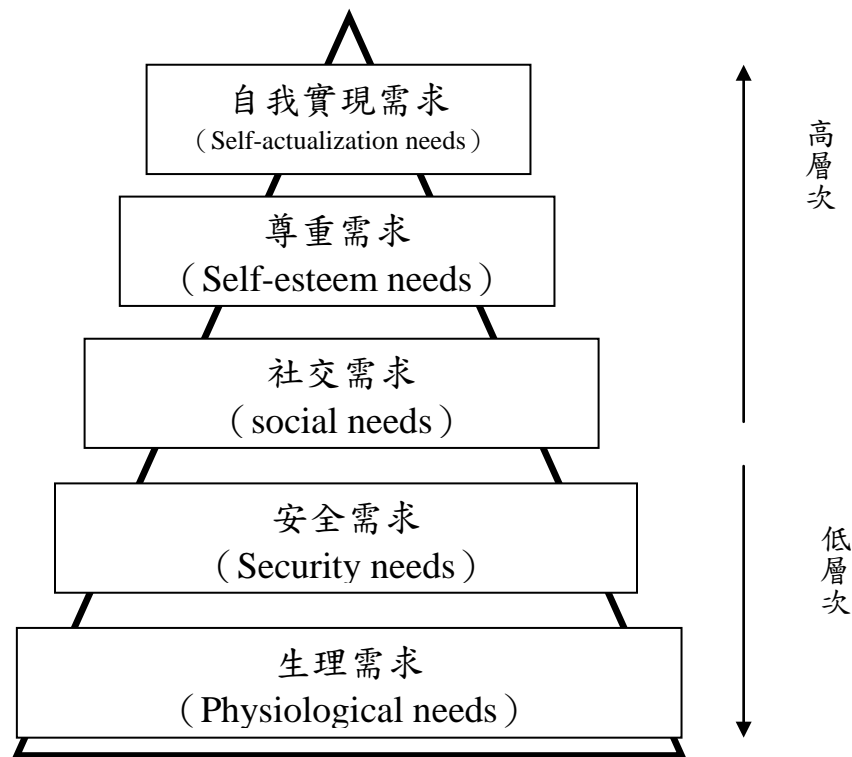 自我實現需求
（Self-actualization needs）
尊重需求
（Self-esteem needs）
社交需求
（social needs）
安全需求
（Security needs）
生理需求
（Physiological needs）
高層次
低層次